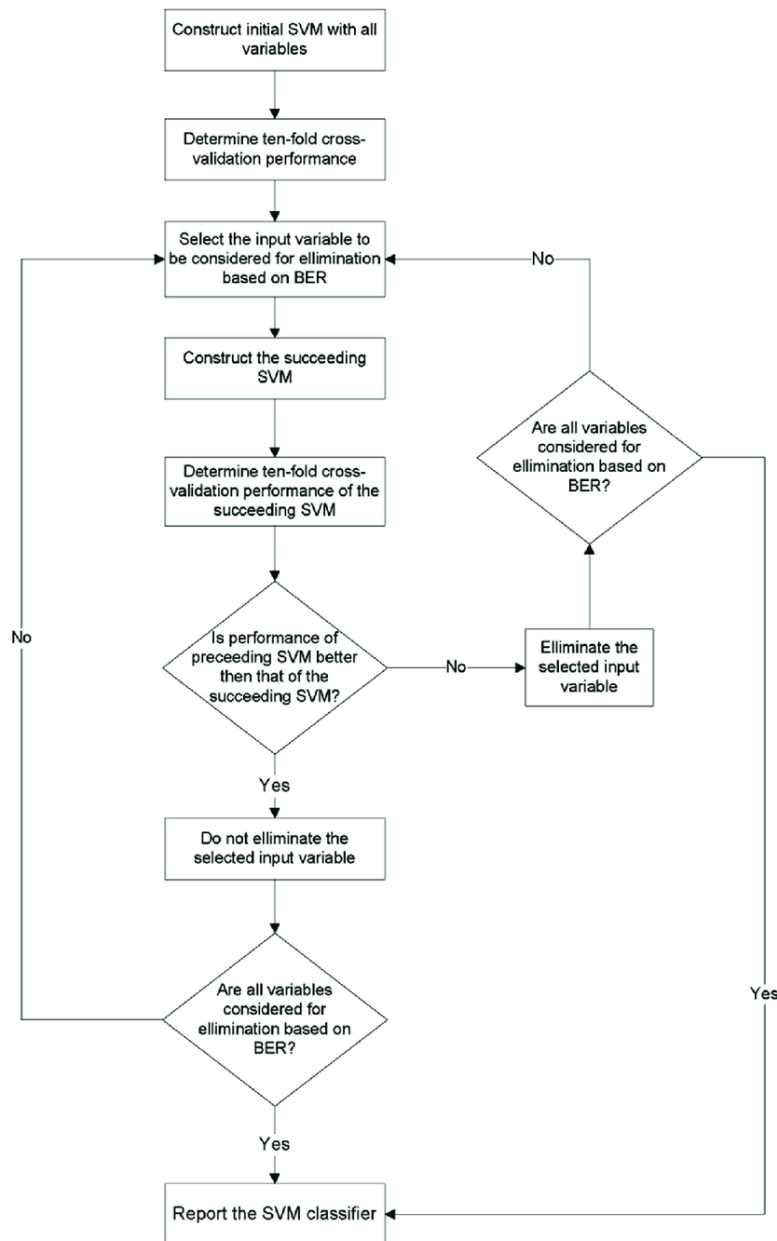 Construct initial SVM with all
variables
Determine ten-fold cross-
validation performance
Select the input variable to
be considered for ellimination
based on BER
No
Construct the succeeding
SVM
Are all variables
considered for
ellimination based on
BER?
Determine ten-fold cross-
validation performance of the
succeeding SVM
No
Is performance of
preceeding SVM better
then that of the
succeeding SVM?
No
Elliminate the
selected input
variable
Yes
Do not elliminate the
selected input variable
Are all variables
considered for
ellimination based on
BER?
Yes
Yes
Report the SVM classifier